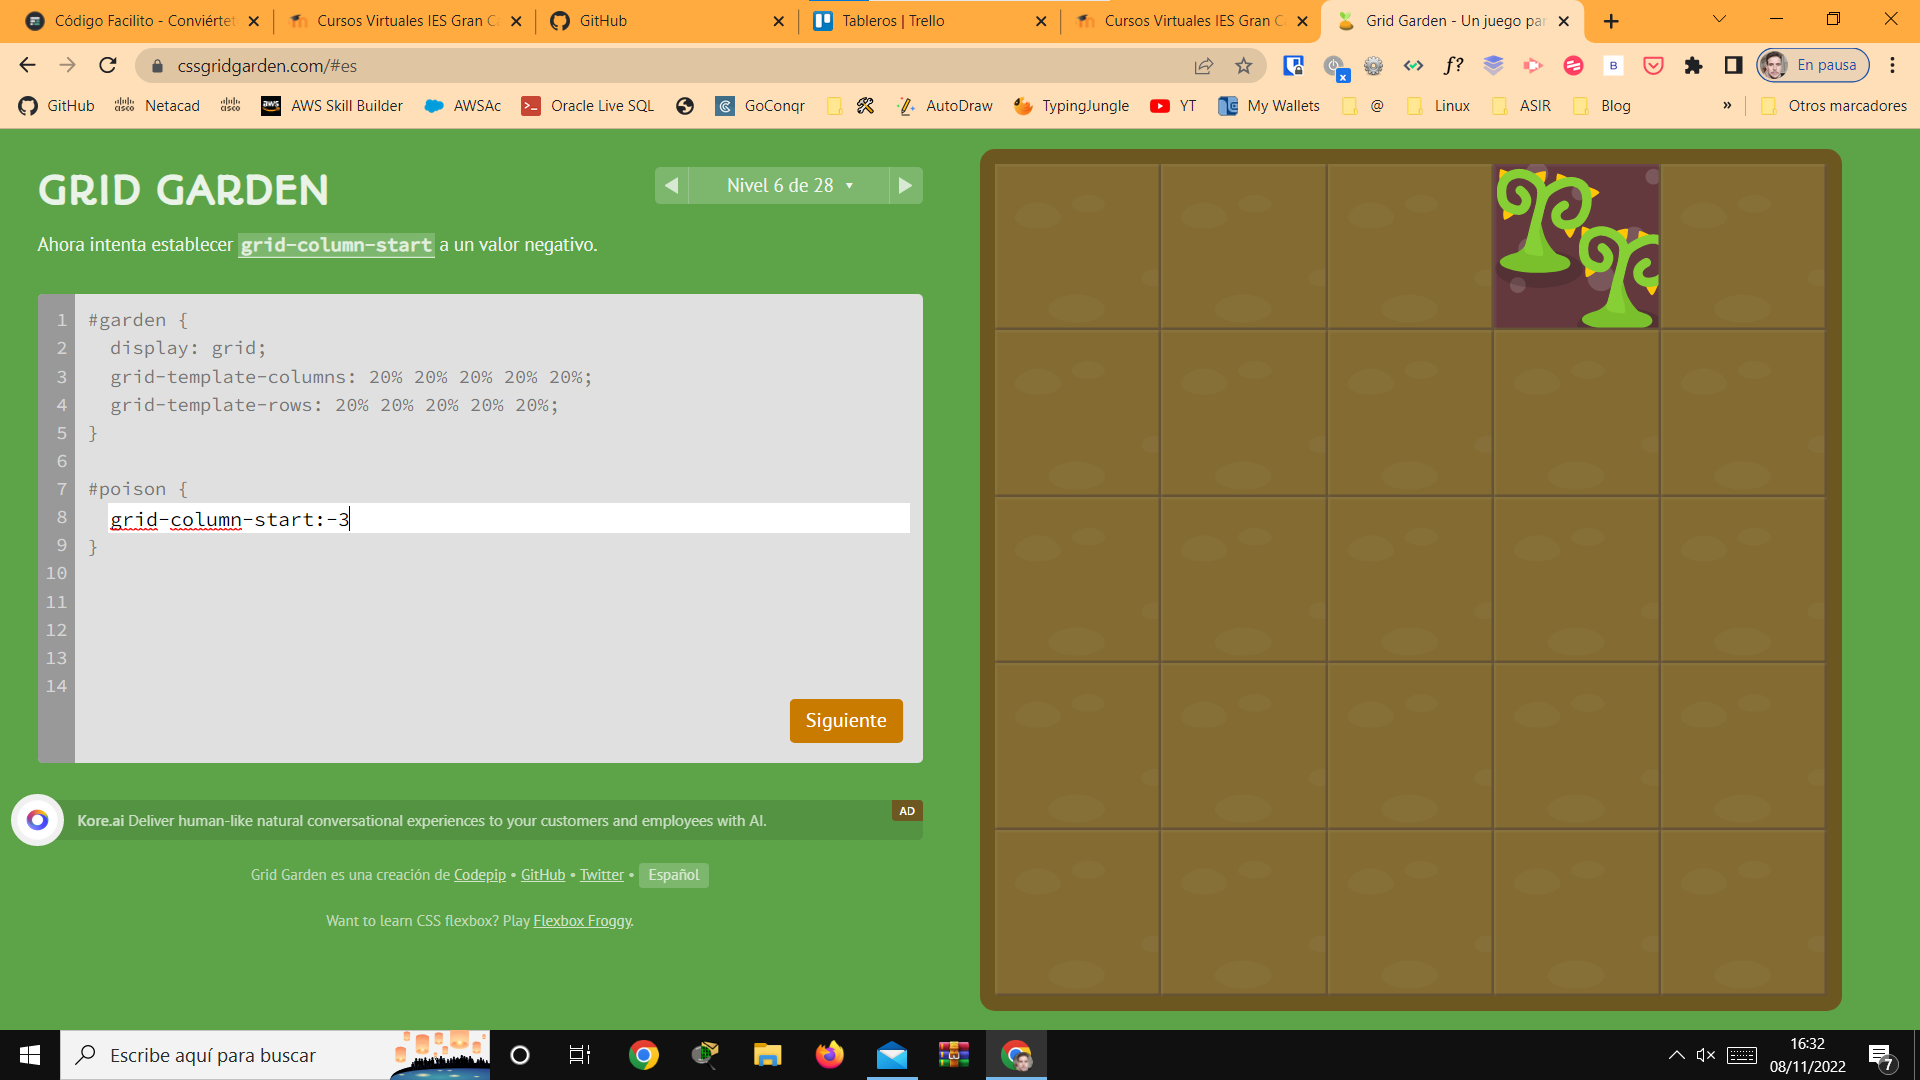 Código Facilito - Conviértet
Cursos Virtuales IES Gran Ca
GitHub
Tableros | Trello
Cursos Virtuales IES Gran Ca
Grid Garden - Un juego par
cssgridgarden.com/#es
f?
B
En pausa
GitHub
Netacad
AWS Skill Builder
AWSAc
Oracle Live SQL
GoConqr
AutoDraw
TypingJungle
YT
My Wallets
@
Linux
ASIR
Blog
»
Otros marcadores
GRID GARDEN
Nivel 6 de 28
Ahora intenta establecer grid-column-start a un valor negativo.
1 #garden {
2 display: grid;
3 grid-template-columns: 20% 20% 20% 20% 20%;
4 grid-template-rows: 20% 20% 20% 20% 20%;
5 }
6
7 #poison {
8 grid-column-start:-3
9 }
10
11
12
13
14
Siguiente
Kore.ai Deliver human-like natural conversational experiences to your customers and employees with AI.
AD
Grid Garden es una creación de Codepip • GitHub • Twitter • Español
Want to learn CSS flexbox? Play Flexbox Froggy.
Escribe aquí para buscar
16:32
08/11/2022
7